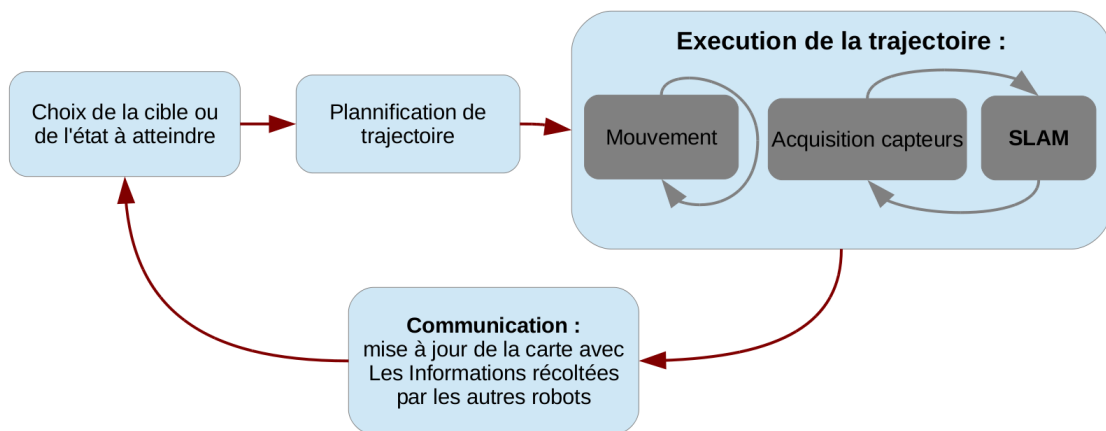 Choix de la cible ou
de l'état à atteindre
Plannification de
trajectoire
Execution de la trajectoire :
Mouvement
Acquisition capteurs
SLAM
Communication :
mise à jour de la carte avec
Les Informations récoltées
par les autres robots